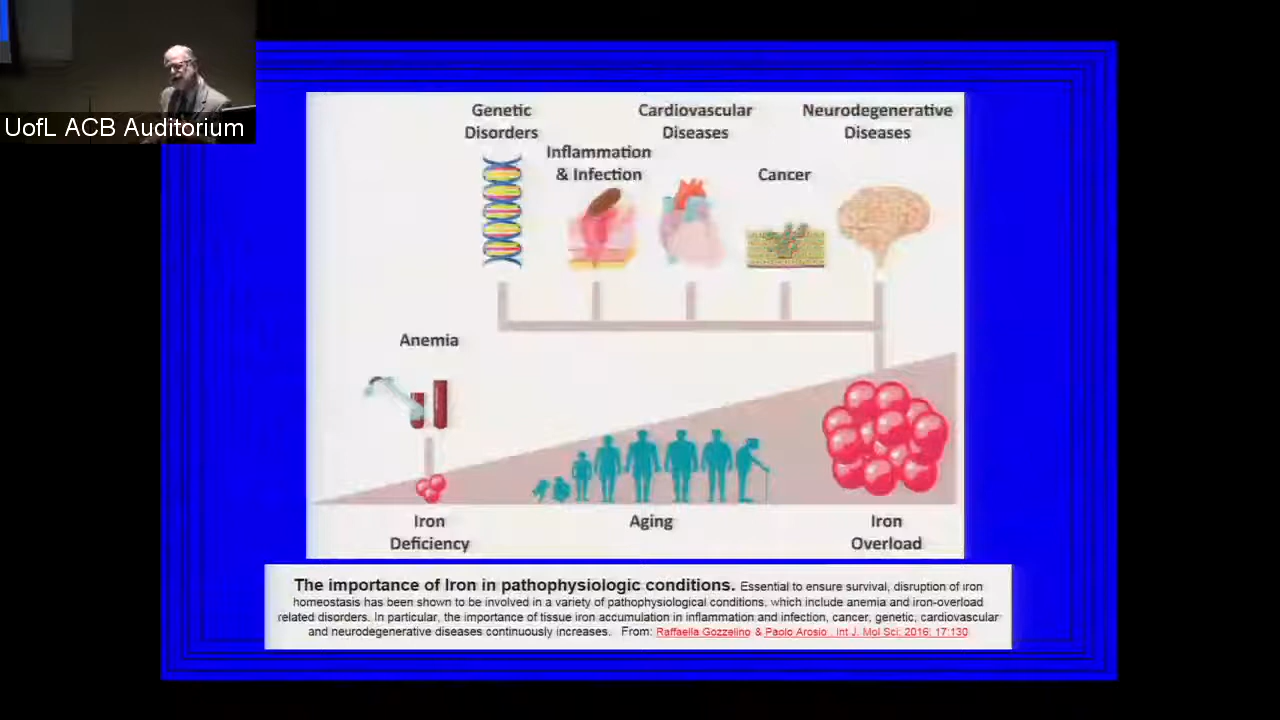 UofL ACB Auditorium
Genetic
Disorders
Inflammation
& Infection
Cardiovascular
Diseases
Cancer
Neurodegenerative
Diseases
Anemia
Iron
Deficiency
Aging
Iron
Overload
The importance of Iron in pathophysiologic conditions. Essential to ensure survival, disruption of iron
homeostasis has been shown to be involved in a variety of pathophysiological conditions, which include anemia and iron-overload
related disorders. In particular, the importance of tissue iron accumulation in inflammation and infection, cancer, genetic, cardiovascular
and neurodegenerative diseases continuously increases. From: Raffaella Gozzelino & Paolo Arosio . Int J. Mol Sci: 2016; 17:130